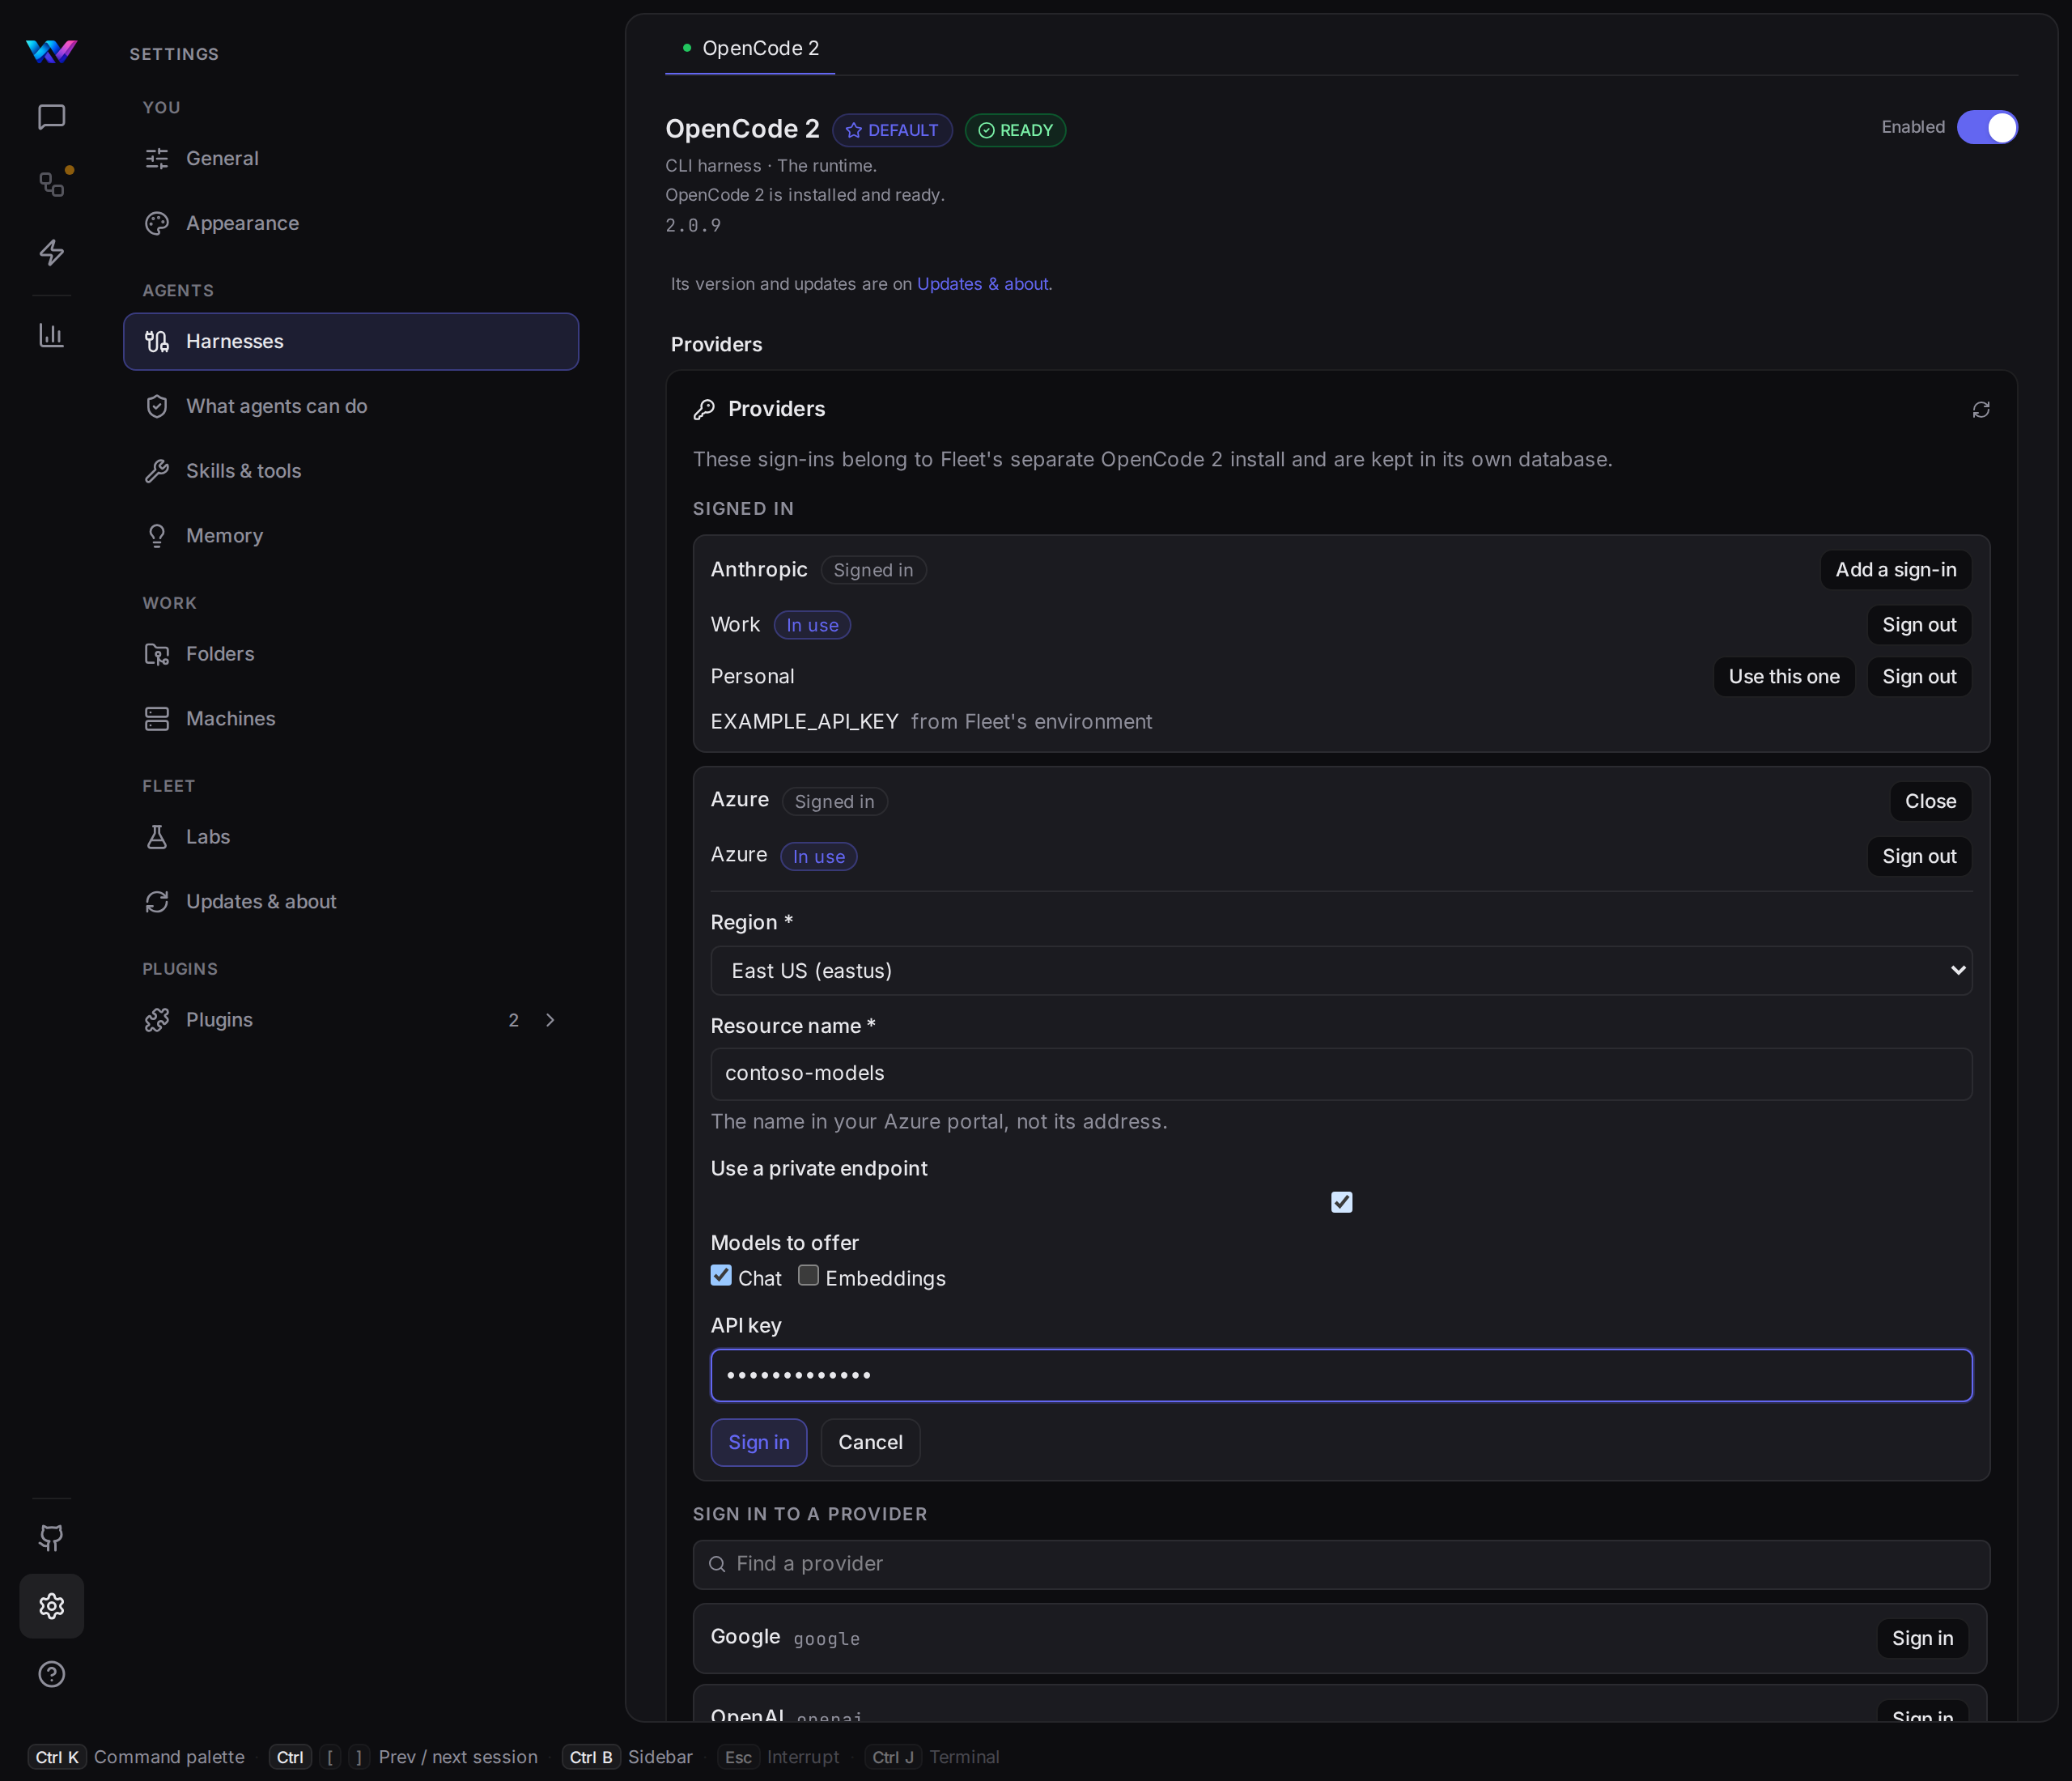 SETTINGS
YOU
General
Appearance
AGENTS
Harnesses
What agents can do
Skills & tools
Memory
WORK
Folders
Machines
FLEET
Labs
Updates & about
PLUGINS
Plugins 2
OpenCode 2
OpenCode 2 DEFAULT READY Enabled
CLI harness · The runtime.
OpenCode 2 is installed and ready.
2.0.9
Its version and updates are on Updates & about.
Providers
Providers
These sign-ins belong to Fleet's separate OpenCode 2 install and are kept in its own database.
SIGNED IN
Anthropic Signed in Add a sign-in
Work In use Sign out
Personal Use this one Sign out
EXAMPLE_API_KEY from Fleet's environment
Azure Signed in Close
Azure In use Sign out
Region *
East US (eastus)
Resource name *
contoso-models
The name in your Azure portal, not its address.
Use a private endpoint
Models to offer
Chat Embeddings
API key
•••••••••••••
Sign in Cancel
SIGN IN TO A PROVIDER
Find a provider
Google google Sign in
OpenAI openai Sign in
Ctrl K Command palette · Ctrl [ ] Prev / next session · Ctrl B Sidebar · Esc Interrupt · Ctrl J Terminal